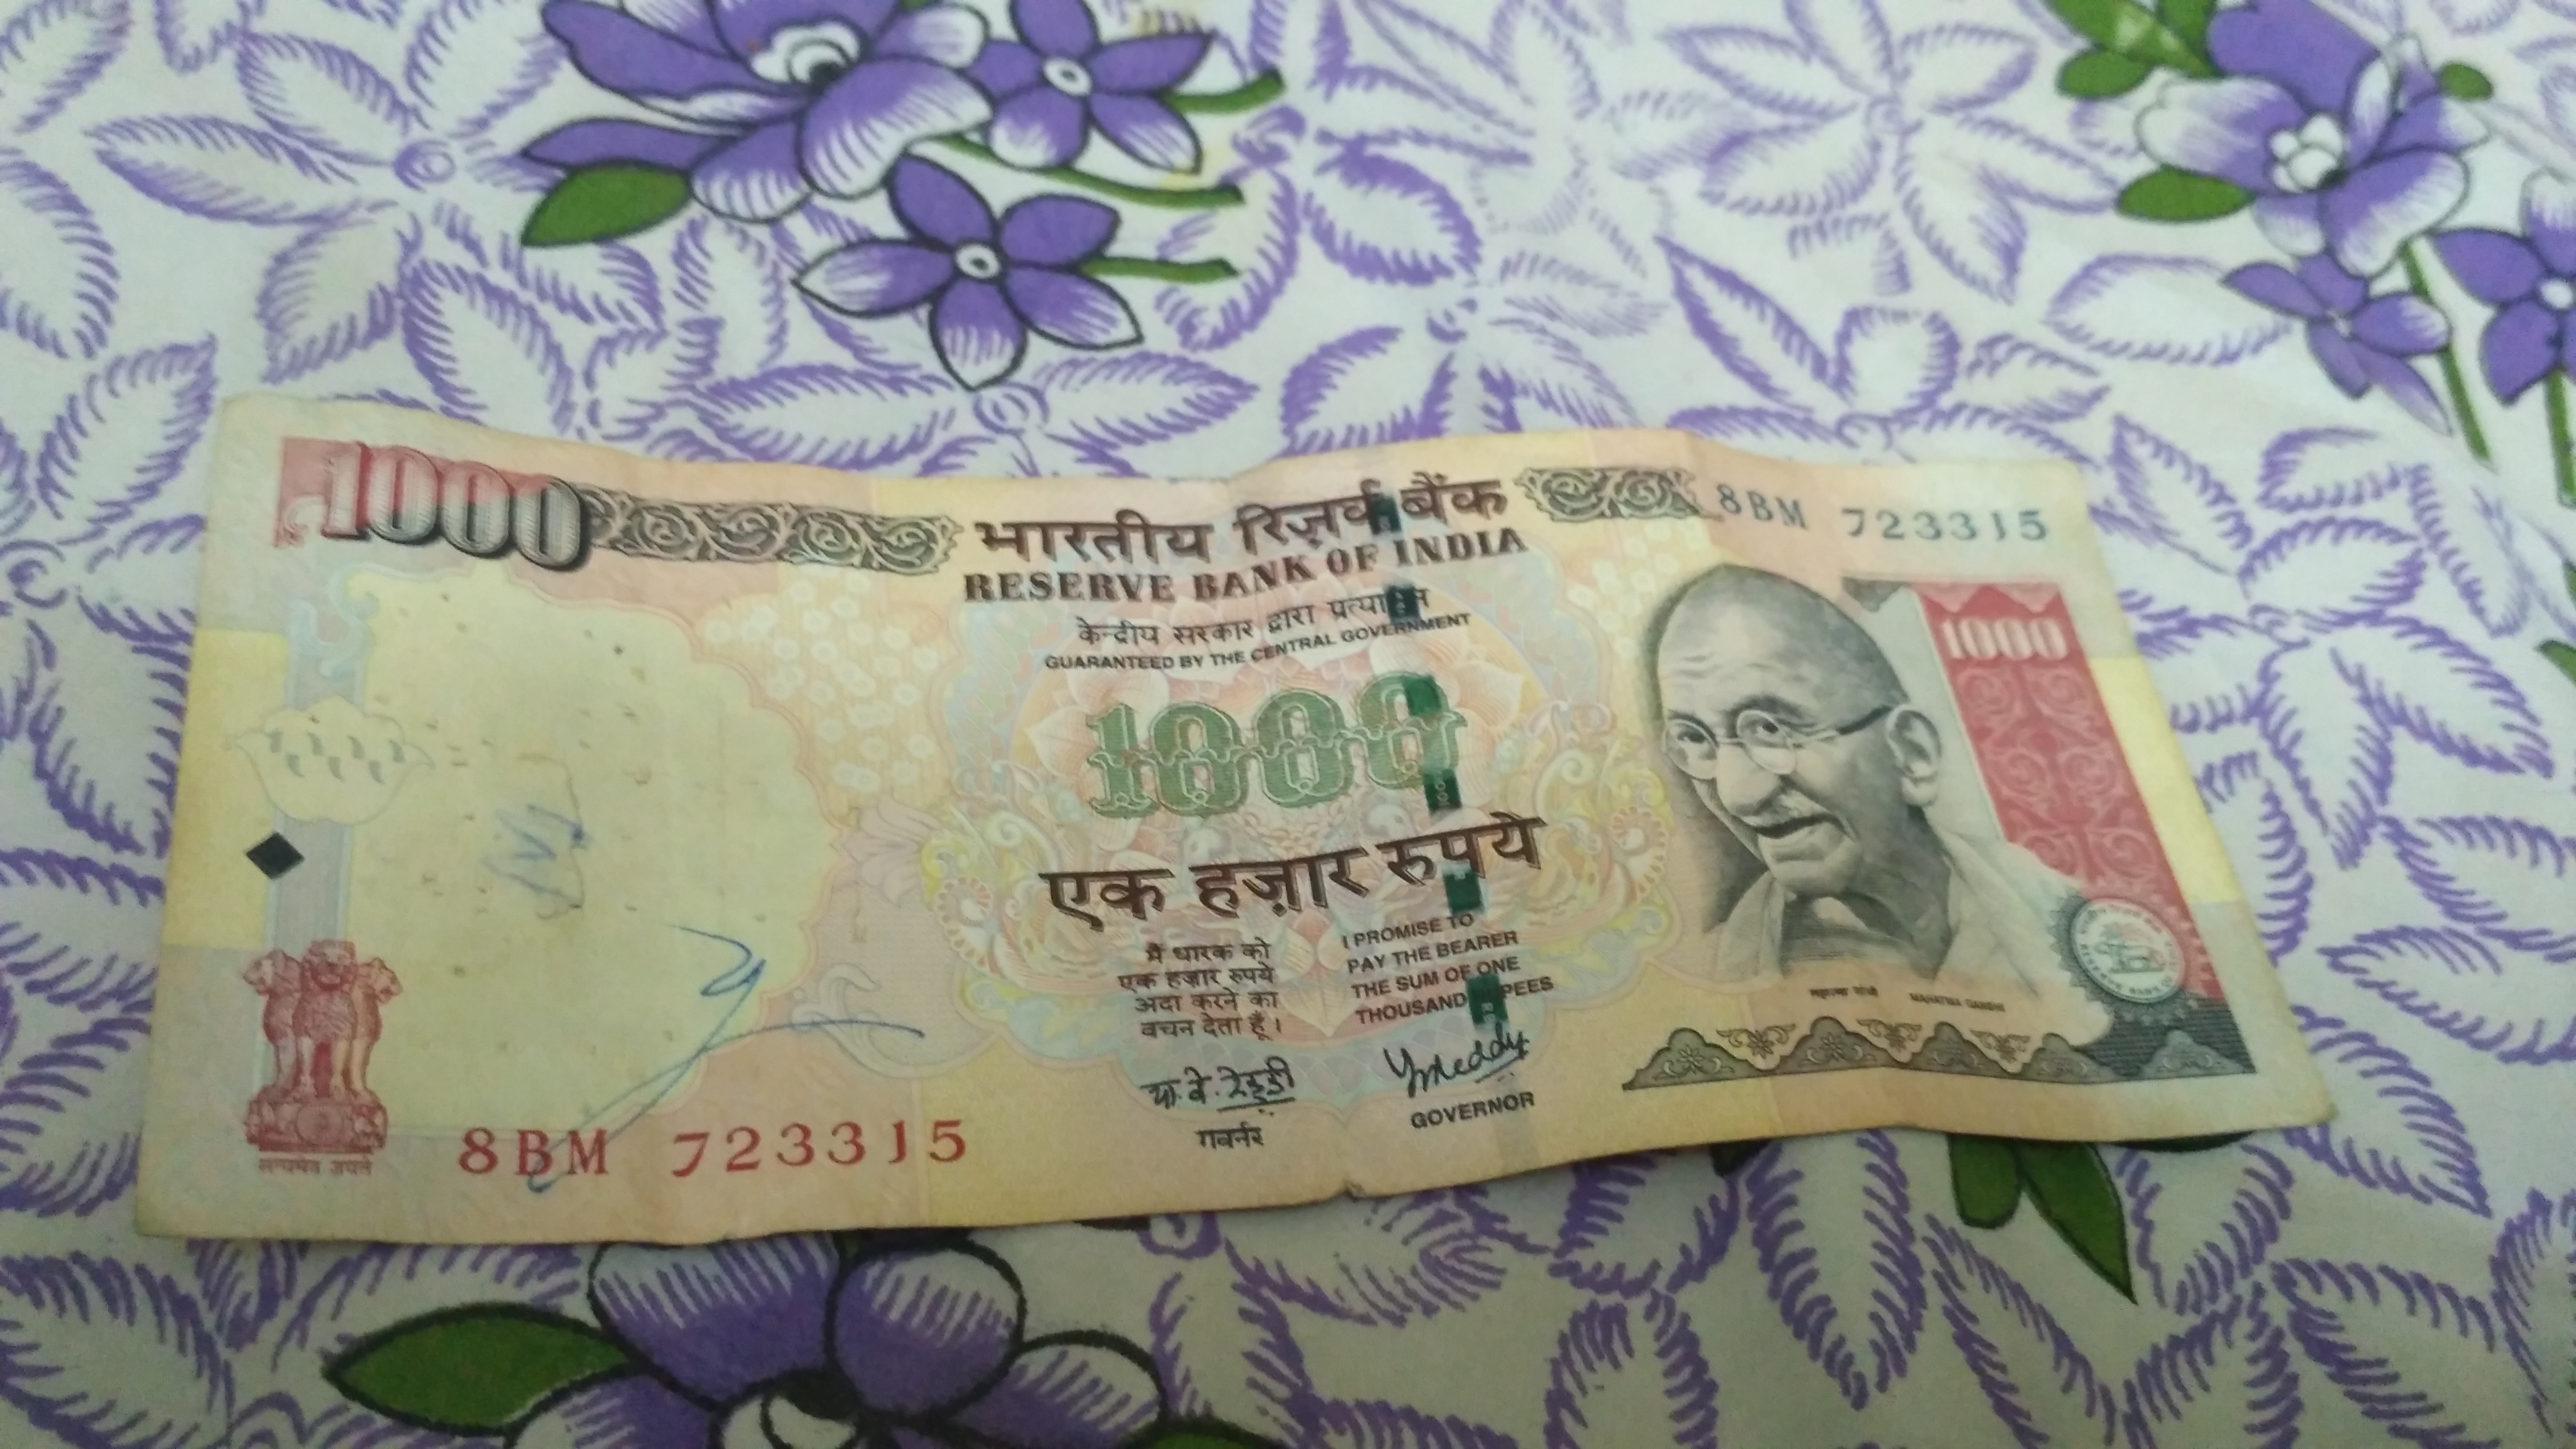 1000
भारतीय रिज़र्व बैंक
RESERVE BANK OF INDIA
8BM 723315
केन्द्रीय सरकार द्वारा
GUARANTEED BY THE CENTRAL GOVERNMENT
1000
1000
एक हज़ार रुपये
मैं धारक को
एक हज़ार रुपये
अदा करने का
वचन देता हूँ।
I PROMISE TO
PAY THE BEARER
THE SUM OF ONE
THOUSAND
या.वे.रेड्डी
गवर्नर
YVReddy
GOVERNOR
महात्मा गांधी MAHATMA GANDHI
सत्यमेव जयते
8BM 723315